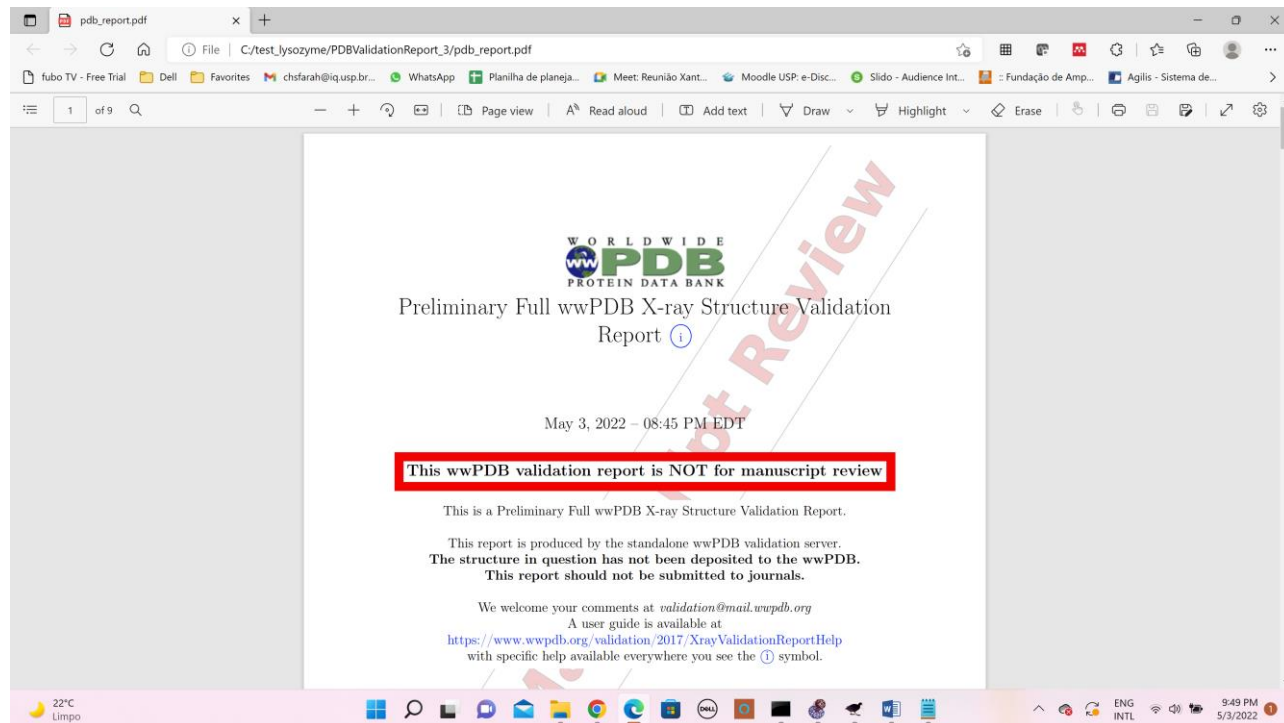 pdb_report.pdf
File | C:/test_lysozyme/PDBValidationReport_3/pdb_report.pdf
fubo TV - Free Trial Dell Favorites chsfarah@iq.usp.br... WhatsApp Planilha de planeja... Meet: Reunião Xant... Moodle USP: e-Disc... Slido - Audience Int... :: Fundação de Amp... Agilis - Sistema de...
1 of 9 Page view Read aloud Add text Draw Highlight Erase
WORLDWIDE
PDB
PROTEIN DATA BANK
Preliminary Full wwPDB X-ray Structure Validation
Report i
May 3, 2022 – 08:45 PM EDT
This wwPDB validation report is NOT for manuscript review
This is a Preliminary Full wwPDB X-ray Structure Validation Report.
This report is produced by the standalone wwPDB validation server.
The structure in question has not been deposited to the wwPDB.
This report should not be submitted to journals.
We welcome your comments at validation@mail.wwpdb.org
A user guide is available at
https://www.wwpdb.org/validation/2017/XrayValidationReportHelp
with specific help available everywhere you see the i symbol.
Review
22°C
Limpo
ENG
INTL
9:49 PM
5/3/2022